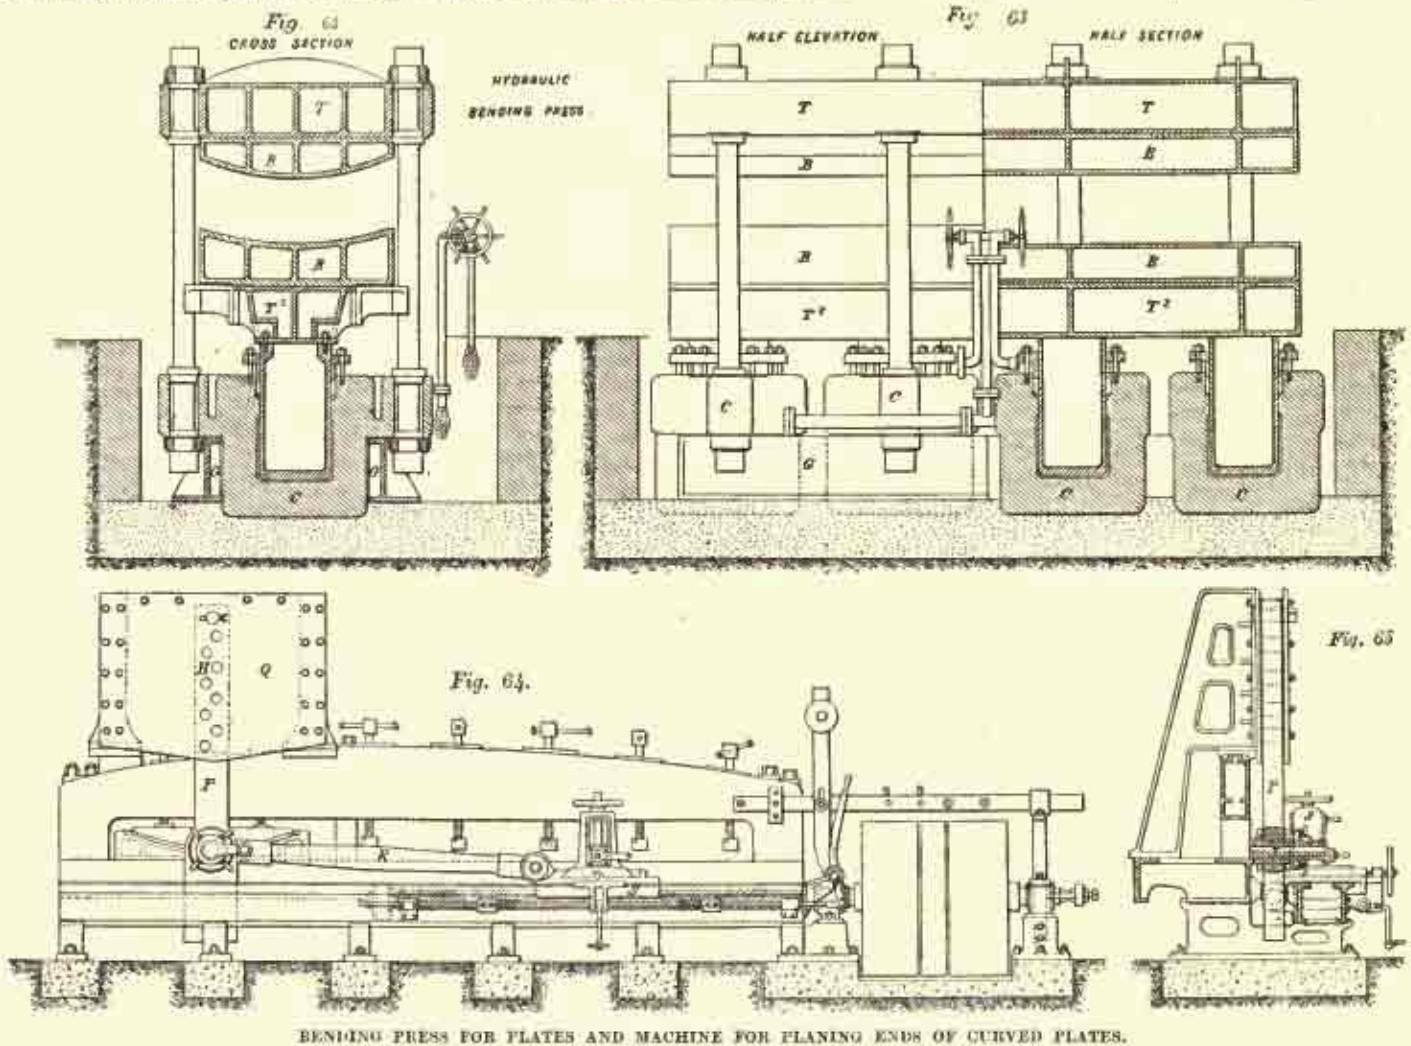 Fig. 63
CROSS SECTION
HYDRAULIC
BENDING PRESS.
T
B
B
T²
C
G
Fig 63
HALF ELEVATION
HALF SECTION
T
T
B
B
B
B
T²
T²
C
C
G
C
C
Fig. 64.
H
Q
F
K
Fig. 65
F
J
BENDING PRESS FOR PLATES AND MACHINE FOR PLANING ENDS OF CURVED PLATES.